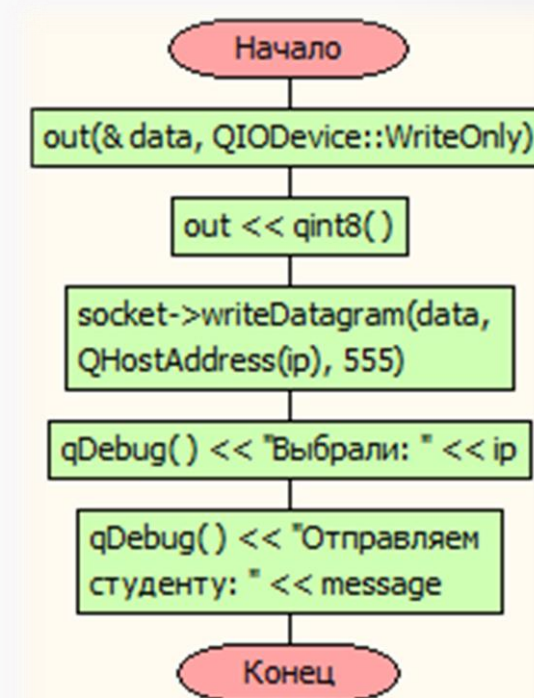 Начало
out(& data, QIODevice::WriteOnly)
out << qint8()
socket->writeDatagram(data,
QHostAddress(ip), 555)
qDebug() << "Выбрали: " << ip
qDebug() << "Отправляем
студенту: " << message
Конец